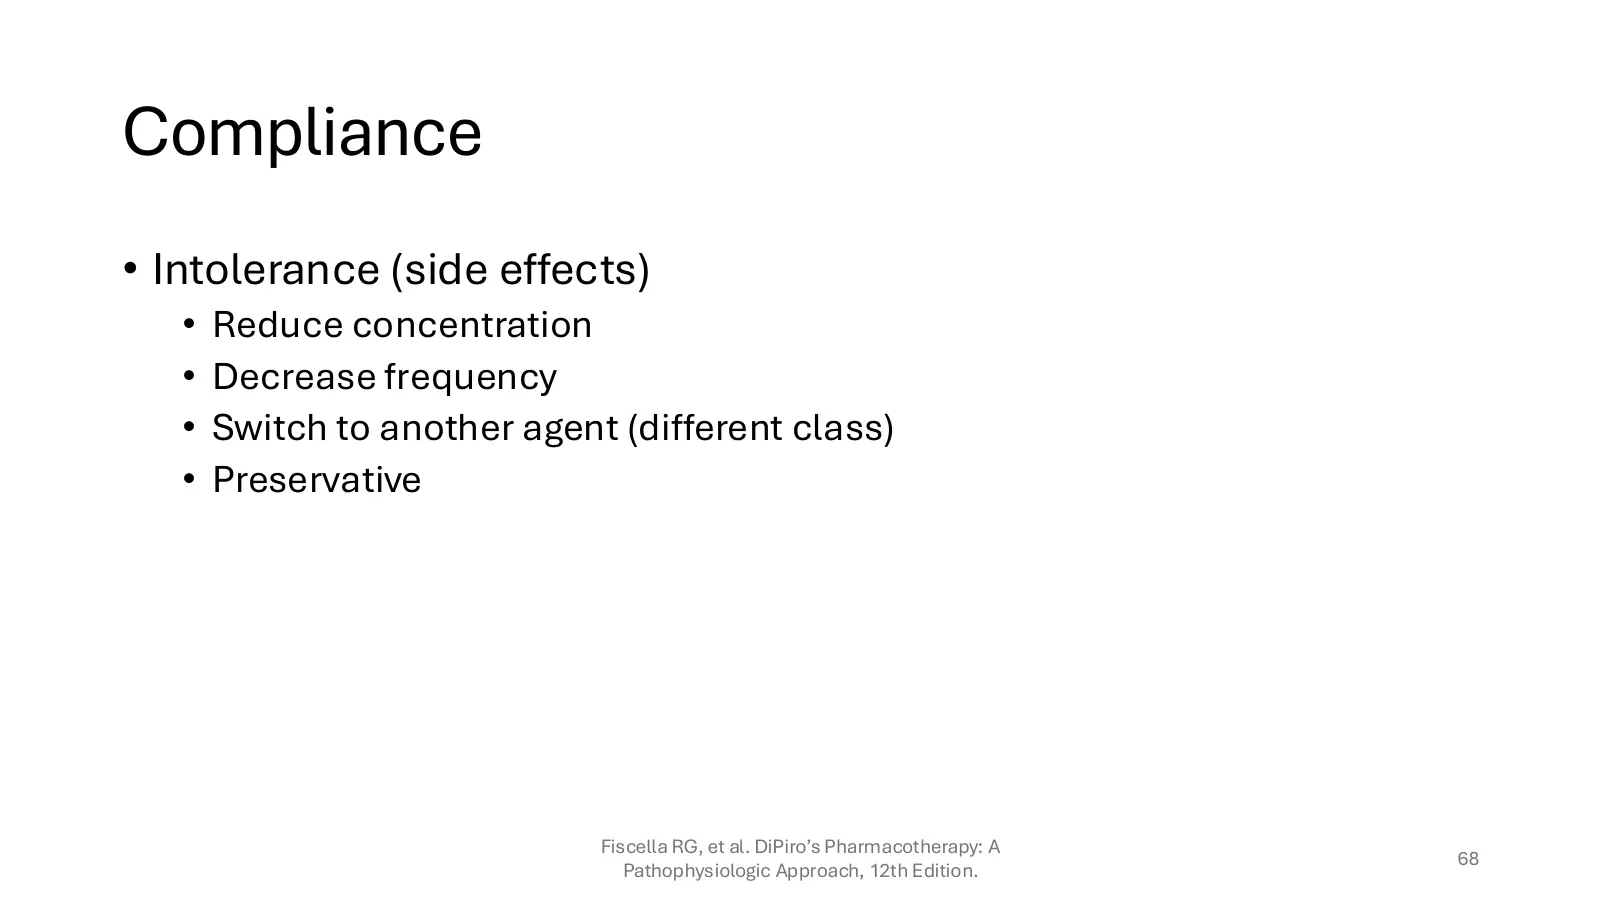 Compliance
• Intolerance (side effects)
• Reduce concentration
• Decrease frequency
• Switch to another agent (different class)
• Preservative
Fiscella RG, et al. DiPiro’s Pharmacotherapy: A
Pathophysiologic Approach, 12th Edition.
68